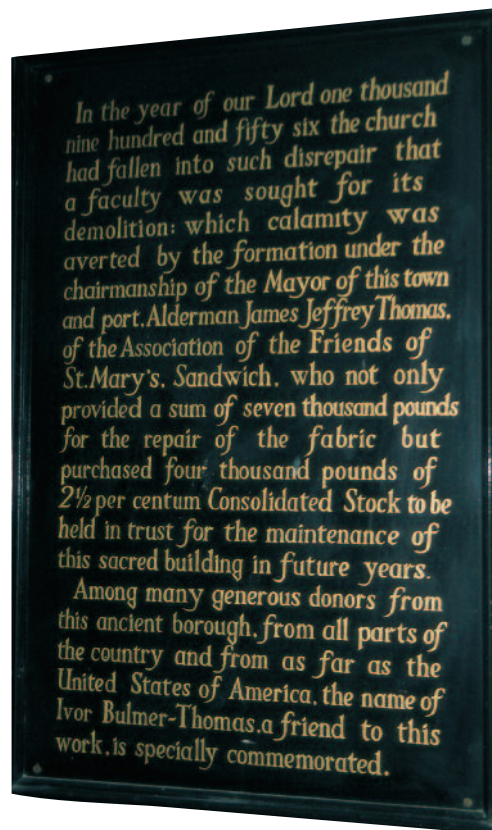 In the year of our Lord one thousand
nine hundred and fifty six the church
had fallen into such disrepair that
a faculty was sought for its
demolition: which calamity was
averted by the formation under the
chairmanship of the Mayor of this town
and port, Alderman James Jeffrey Thomas,
of the Association of the Friends of
St. Mary's, Sandwich, who not only
provided a sum of seven thousand pounds
for the repair of the fabric but
purchased four thousand pounds of
2½ per centum Consolidated Stock to be
held in trust for the maintenance of
this sacred building in future years.
Among many generous donors from
this ancient borough, from all parts of
the country and from as far as the
United States of America, the name of
Ivor Bulmer-Thomas, a friend to this
work, is specially commemorated.